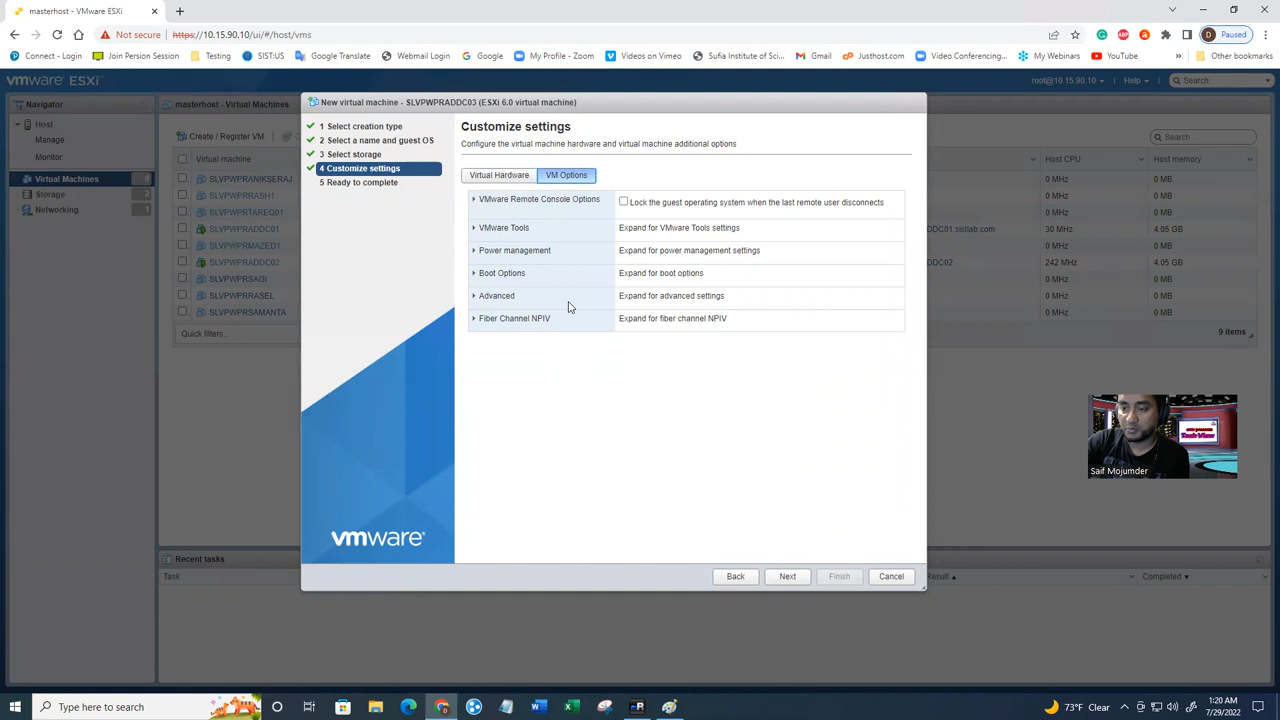 masterhost - VMware ESXi
Not secure
https://10.15.90.10/ui/#/host/vms
Paused
Connect - Login
Join Persion Session
Testing
SIST:US
Google Translate
Webmail Login
Google
My Profile - Zoom
Videos on Vimeo
Sufia Institute of Sci...
Gmail
Justhost.com
Video Conferencing...
My Webinars
YouTube
Other bookmarks
vmware ESXi
root@10.15.90.10
Help
Search
Navigator
Host
Manage
Monitor
Virtual Machines 9
Storage 2
Networking 1
masterhost - Virtual Machines
Create / Register VM
Search
Virtual machine
Host CPU
Host memory
SLVPWPRANIKSERAJ
0 MHz
0 MB
SLVPWPRRASH1
0 MHz
0 MB
SLVPWPRTAREQ01
0 MHz
0 MB
SLVPWPRADDC01
DC01.ssitlab.com
30 MHz
4.05 GB
SLVPWPRMAZED1
0 MHz
0 MB
SLVPWPRADDC02
DC02
242 MHz
4.05 GB
SLVPWPRSAGI
0 MHz
0 MB
SLVPWPRRASEL
0 MHz
0 MB
SLVPWPRSAMANTA
0 MHz
0 MB
Quick filters...
9 items
New virtual machine - SLVPWPRADDC03 (ESXi 6.0 virtual machine)
1 Select creation type
2 Select a name and guest OS
3 Select storage
4 Customize settings
5 Ready to complete
vmware
Customize settings
Configure the virtual machine hardware and virtual machine additional options
Virtual Hardware
VM Options
VMware Remote Console Options
Lock the guest operating system when the last remote user disconnects
VMware Tools
Expand for VMware Tools settings
Power management
Expand for power management settings
Boot Options
Expand for boot options
Advanced
Expand for advanced settings
Fiber Channel NPIV
Expand for fiber channel NPIV
Back
Next
Finish
Cancel
Tech View
Saif Mojumder
Recent tasks
Task
Result
Completed
Type here to search
73°F Clear
1:20 AM
7/29/2022